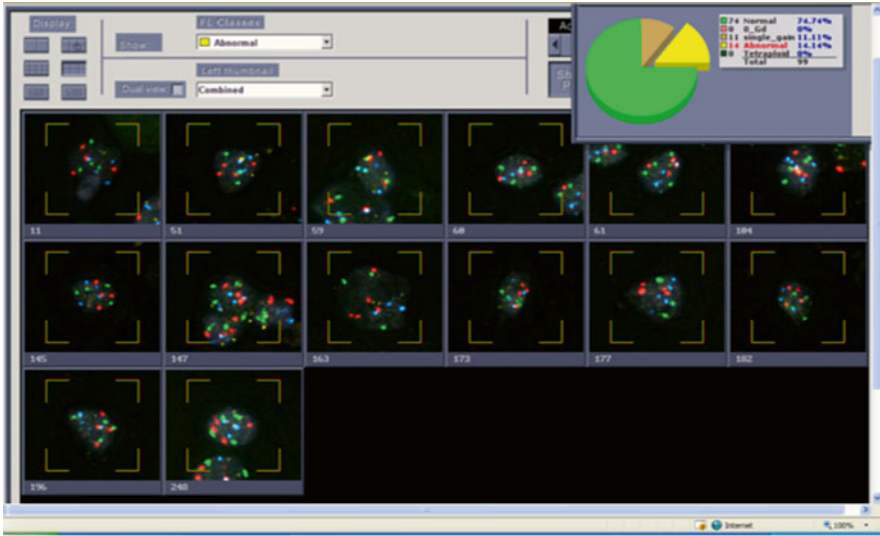 Display
FL Classes
Show:
Abnormal
Left thumbnail
Dual view:
Combined
74 Normal 74.74%
0 0_Gd 0%
11 single_gain 11.11%
14 Abnormal 14.14%
0 Tetraploid 0%
Total 99
11
51
59
60
61
104
145
147
163
173
177
182
196
248
Internet
100%